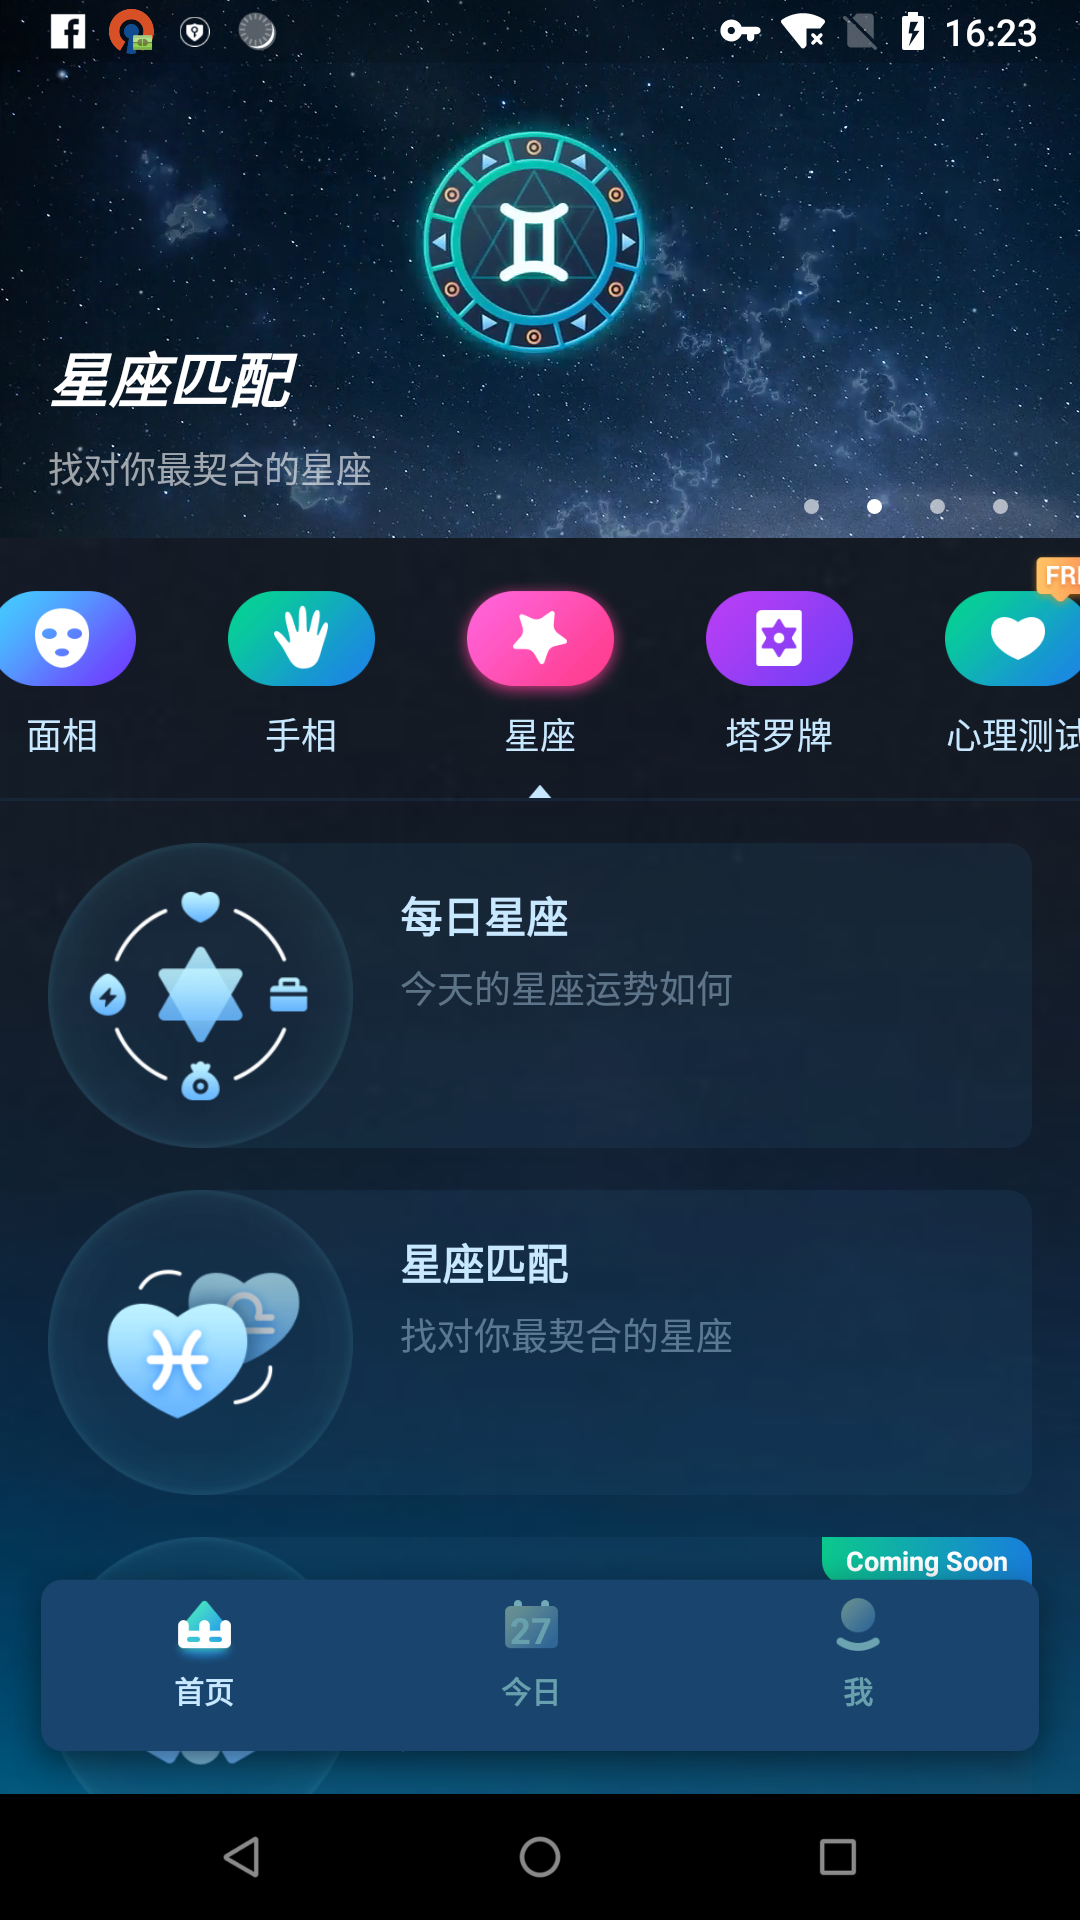 16:23
星座匹配
找对你最契合的星座
面相
手相
星座
塔罗牌
心理测试
每日星座
今天的星座运势如何
星座匹配
找对你最契合的星座
Coming Soon
27
首页
今日
我